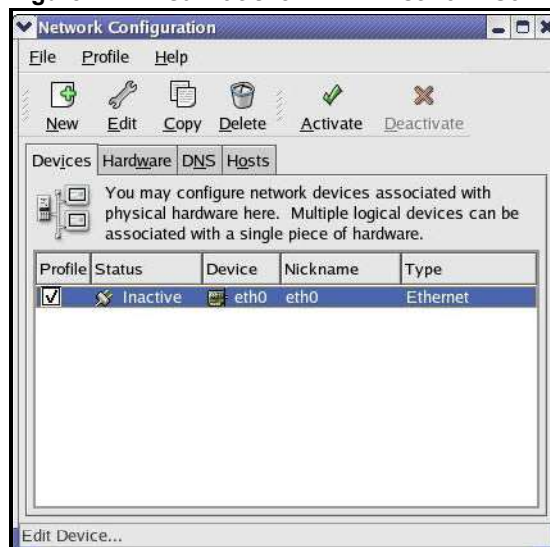 Network Configuration
File Profile Help
New Edit Copy Delete Activate Deactivate
Devices Hardware DNS Hosts
You may configure network devices associated with
physical hardware here. Multiple logical devices can be
associated with a single piece of hardware.
Profile Status Device Nickname Type
Inactive eth0 eth0 Ethernet
Edit Device...